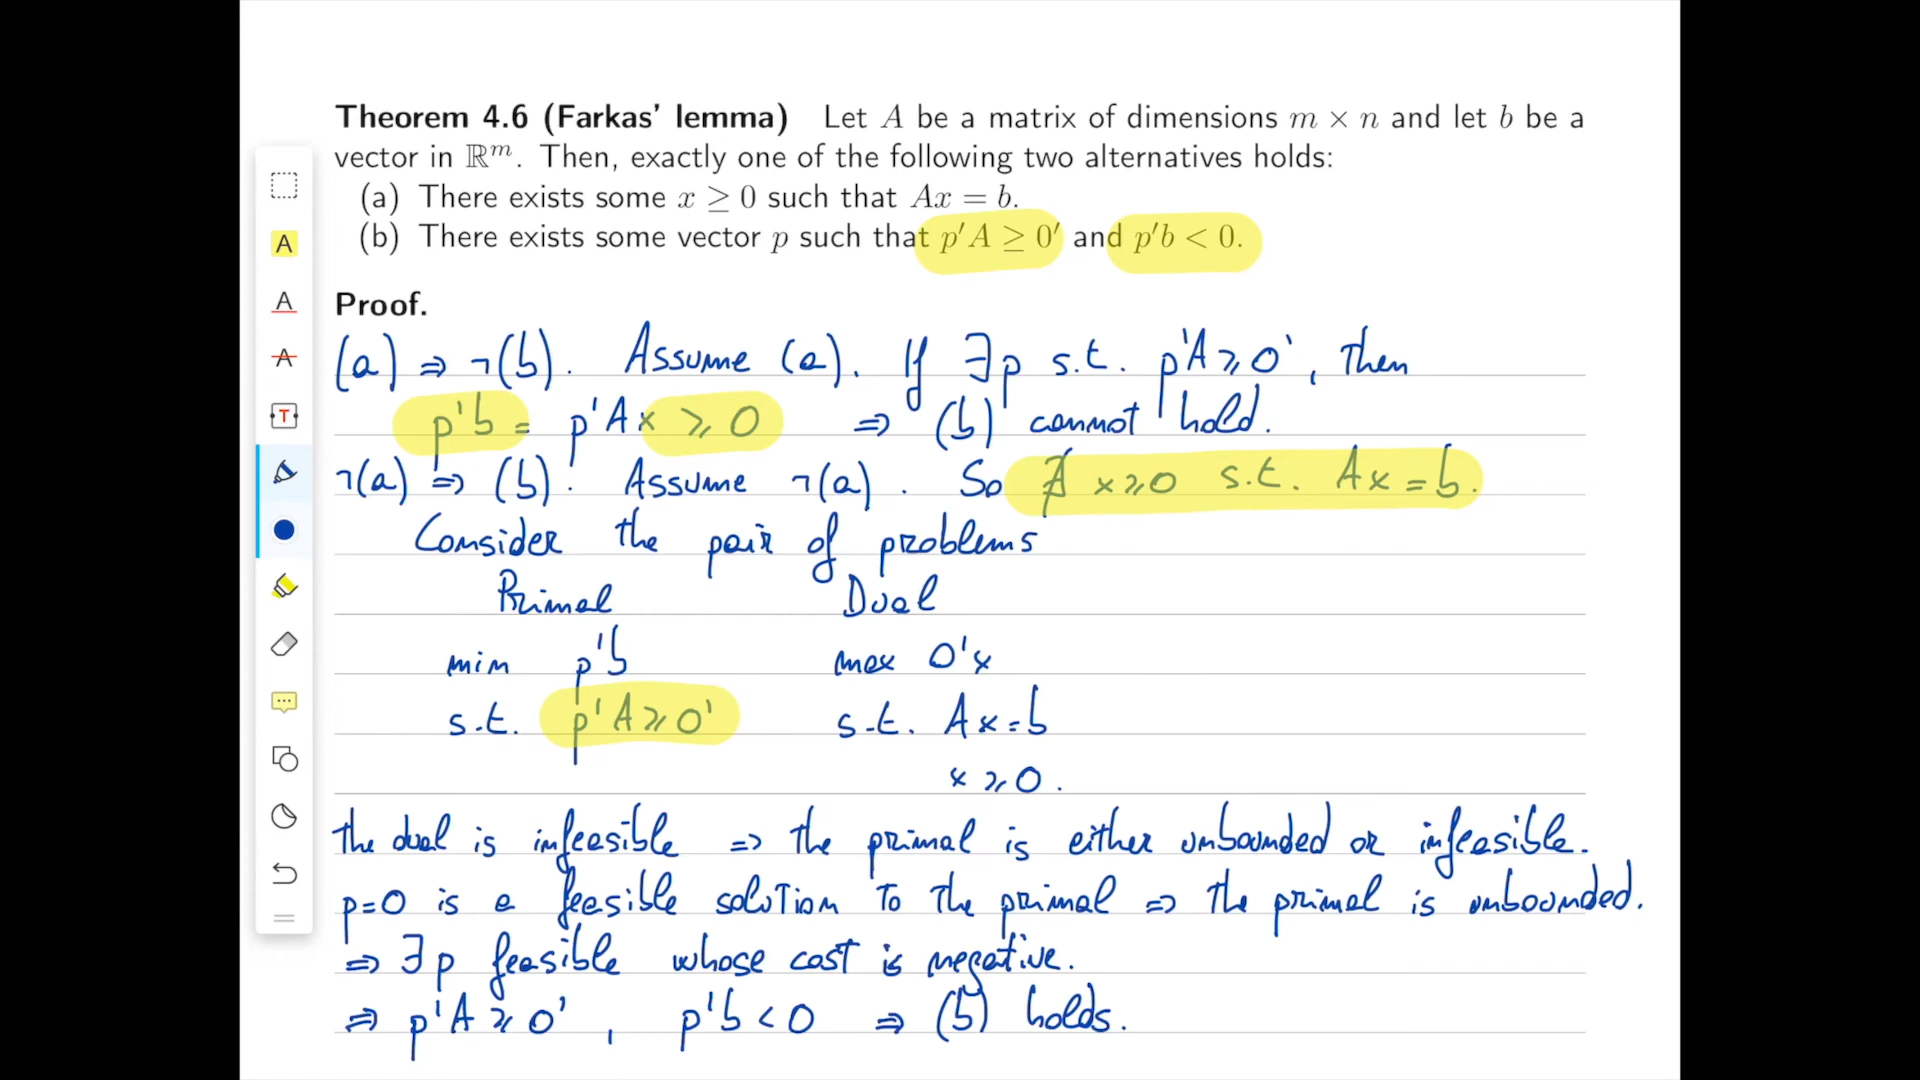 Theorem 4.6 (Farkas' lemma) Let A be a matrix of dimensions m × n and let b be a
vector in ℝᵐ. Then, exactly one of the following two alternatives holds:
(a) There exists some x ≥ 0 such that Ax = b.
(b) There exists some vector p such that p′A ≥ 0′ and p′b < 0.
Proof.
(a) ⇒ ¬(b). Assume (a). If ∃p s.t. p'A ≥ 0', Then
p'b = p'Ax ≥ 0 ⇒ (b) cannot hold.
¬(a) ⇒ (b). Assume ¬(a). So ∄ x ≥ 0 s.t. Ax = b.
Consider the pair of problems
Primal Dual
min p'b max 0'x
s.t. p'A ≥ 0' s.t. Ax = b
x ≥ 0.
the dual is infeasible ⇒ the primal is either unbounded or infeasible.
p=0 is a feasible solution To The primal ⇒ the primal is unbounded.
⇒ ∃p feasible whose cost is negative.
⇒ p'A ≥ 0', p'b < 0 ⇒ (b) holds.
A
A
A
T